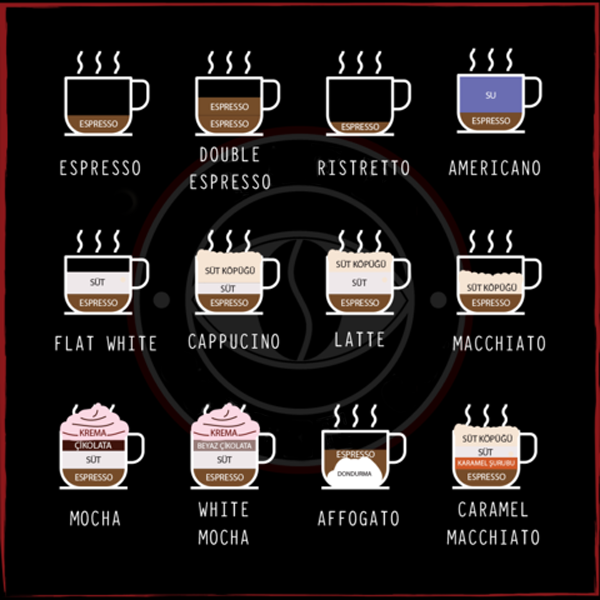 ESPRESSO
ESPRESSO
ESPRESSO
ESPRESSO
ESPRESSO
DOUBLE
ESPRESSO
RISTRETTO
SU
ESPRESSO
AMERICANO
SÜT
ESPRESSO
FLAT WHITE
SÜT KÖPÜĞÜ
SÜT
ESPRESSO
CAPPUCINO
SÜT KÖPÜĞÜ
SÜT
ESPRESSO
LATTE
SÜT KÖPÜĞÜ
ESPRESSO
MACCHIATO
KREMA
ÇİKOLATA
SÜT
ESPRESSO
MOCHA
KREMA
BEYAZ ÇİKOLATA
SÜT
ESPRESSO
WHITE
MOCHA
ESPRESSO
DONDURMA
AFFOGATO
SÜT KÖPÜĞÜ
SÜT
KARAMEL ŞURUBU
ESPRESSO
CARAMEL
MACCHIATO